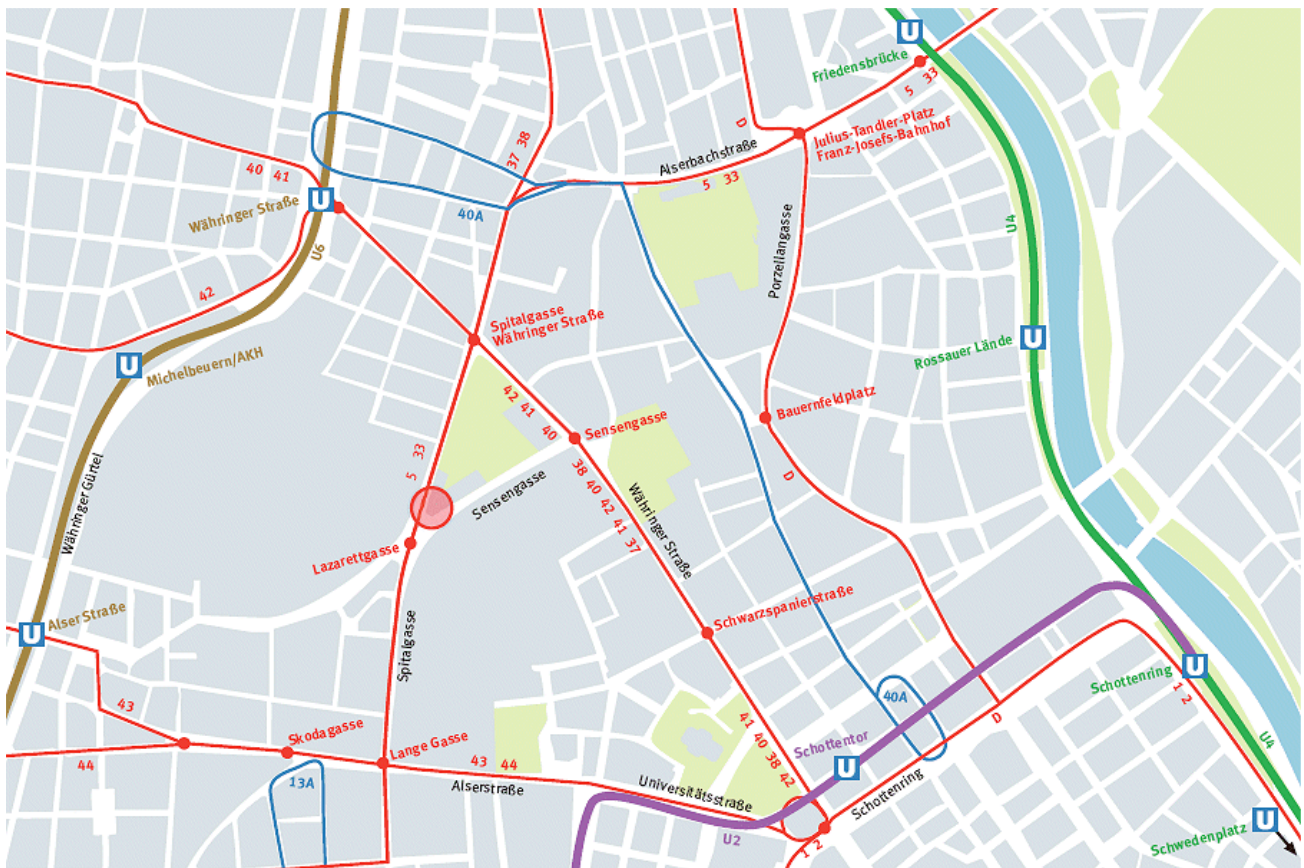 U
Friedensbrücke
5 33
D
Julius-Tandler-Platz
Franz-Josefs-Bahnhof
37 38
Alserbachstraße
5 33
40 41
U
Währinger Straße
40A
U6
U4
Porzellangasse
42
Spitalgasse
Währinger Straße
U
Rossauer Lände
U
Michelbeuern/AKH
42 41
40
Bauernfeldplatz
Sensengasse
5 33
D
38 40 42 41 37
Sensengasse
Währinger Straße
Währinger Gürtel
Lazarettgasse
Schwarzspanierstraße
U
Alser Straße
Spitalgasse
U
Schottenring
1 2
40A
D
43
Skodagasse
Lange Gasse
41 40 38 42
Schottentor
U
U4
44
43 44
13A
Alserstraße
Universitätsstraße
Schottenring
U2
1 2
U
Schwedenplatz